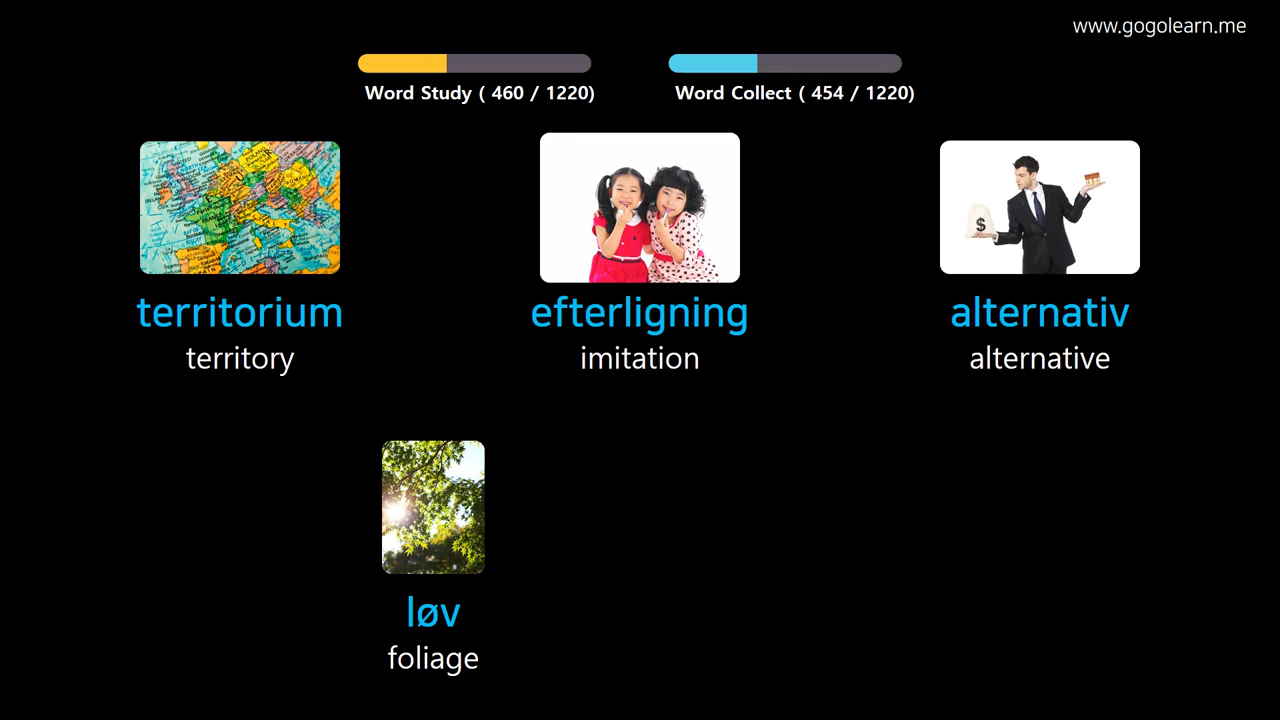 www.gogolearn.me
Word Study ( 460 / 1220)
Word Collect ( 454 / 1220)
territorium
territory
efterligning
imitation
alternativ
alternative
løv
foliage